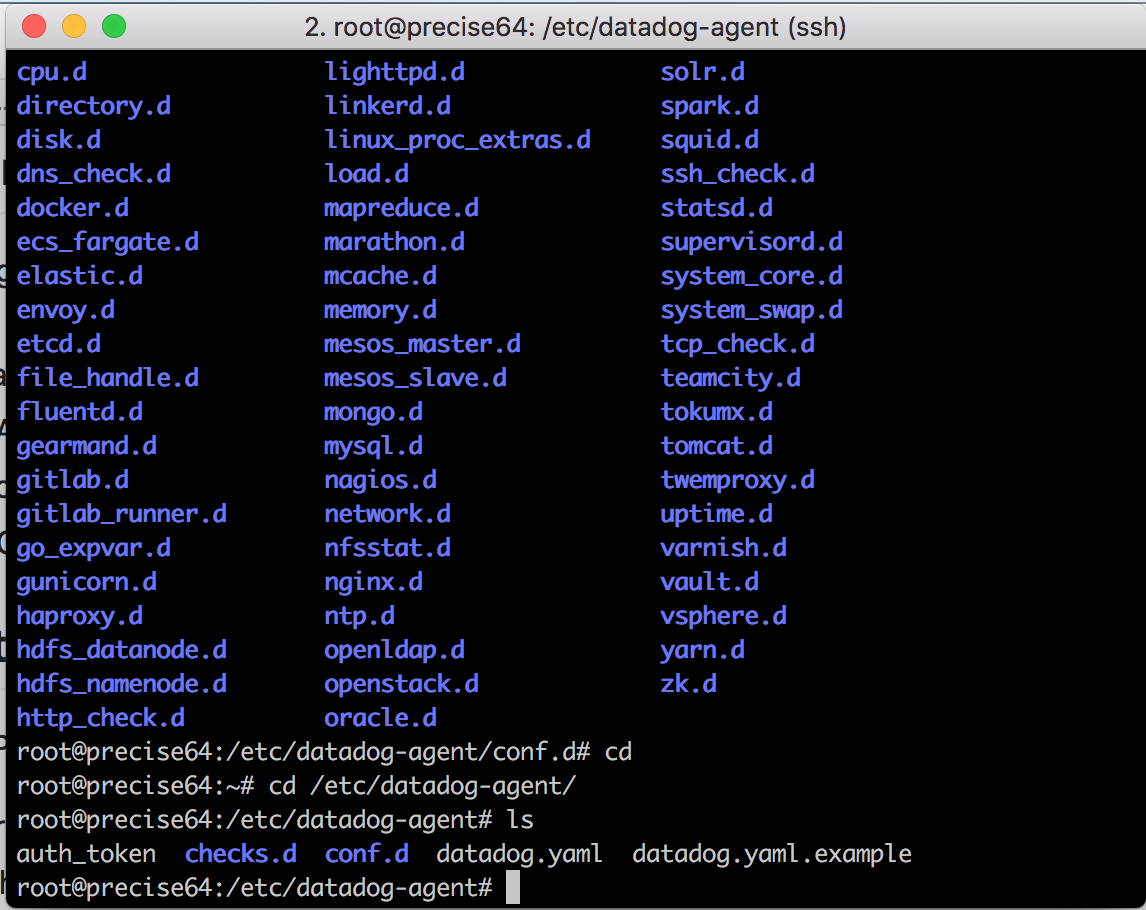 2. root@precise64: /etc/datadog-agent (ssh)
cpu.d lighttpd.d solr.d
directory.d linkerd.d spark.d
disk.d linux_proc_extras.d squid.d
dns_check.d load.d ssh_check.d
docker.d mapreduce.d statsd.d
ecs_fargate.d marathon.d supervisord.d
elastic.d mcache.d system_core.d
envoy.d memory.d system_swap.d
etcd.d mesos_master.d tcp_check.d
file_handle.d mesos_slave.d teamcity.d
fluentd.d mongo.d tokumx.d
gearmand.d mysql.d tomcat.d
gitlab.d nagios.d twemproxy.d
gitlab_runner.d network.d uptime.d
go_expvar.d nfsstat.d varnish.d
gunicorn.d nginx.d vault.d
haproxy.d ntp.d vsphere.d
hdfs_datanode.d openldap.d yarn.d
hdfs_namenode.d openstack.d zk.d
http_check.d oracle.d
root@precise64:/etc/datadog-agent/conf.d# cd
root@precise64:~# cd /etc/datadog-agent/
root@precise64:/etc/datadog-agent# ls
auth_token checks.d conf.d datadog.yaml datadog.yaml.example
root@precise64:/etc/datadog-agent#